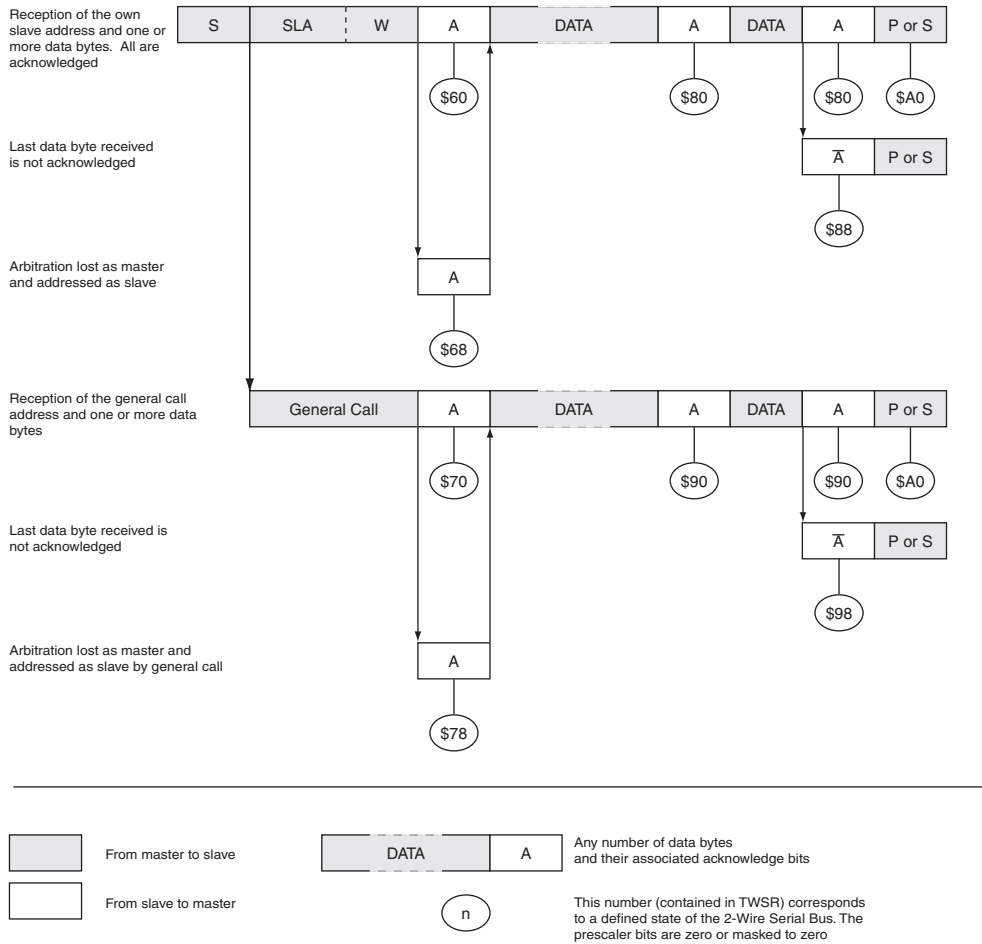 Reception of the own
slave address and one or
more data bytes. All are
acknowledged
S SLA W A DATA A DATA A P or S
$60 $80 $80 $A0
Last data byte received
is not acknowledged
A̅ P or S
$88
Arbitration lost as master
and addressed as slave
A
$68
Reception of the general call
address and one or more data
bytes
General Call A DATA A DATA A P or S
$70 $90 $90 $A0
Last data byte received is
not acknowledged
A̅ P or S
$98
Arbitration lost as master and
addressed as slave by general call
A
$78
From master to slave
DATA A
Any number of data bytes
and their associated acknowledge bits
From slave to master
n
This number (contained in TWSR) corresponds
to a defined state of the 2-Wire Serial Bus. The
prescaler bits are zero or masked to zero